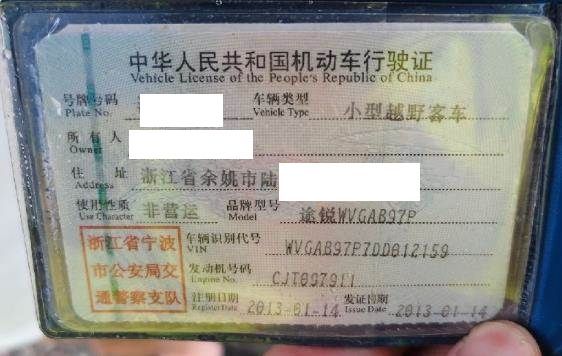 中华人民共和国机动车行驶证
Vehicle License of the People's Republic of China
号牌号码 车辆类型 小型越野客车
Plate No. Vehicle Type
所有人
Owner
住 址 浙江省余姚市陆
Address
使用性质 非营运 品牌型号 途锐WVGAB97P
Use Character Model
浙江省宁波
市公安局交
通警察支队
车辆识别代号 WVGAB97P7DD012159
VIN
发动机号码 CJT097911
Engine No.
注册日期 2013-01-14 发证日期 2013-01-14
Register Date Issue Date